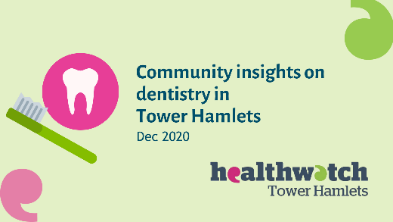 Community insights on
dentistry in
Tower Hamlets
Dec 2020
healthwatch
Tower Hamlets